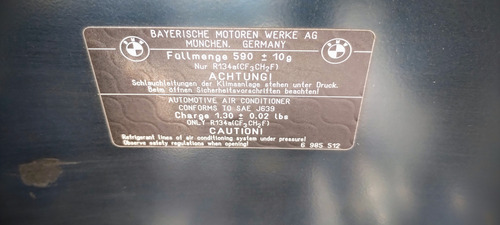 BAYERISCHE MOTOREN WERKE AG
MÜNCHEN, GERMANY
Füllmenge 590 ± 10g
Nur R134a(CF3CH2F)
ACHTUNG!
Schlauchleitungen der Klimaanlage stehen unter Druck.
Beim öffnen Sicherheitsvorschriften beachten!
AUTOMOTIVE AIR CONDITIONER
CONFORMS TO SAE J639
Charge 1.30 ± 0.02 lbs
ONLY R134a(CF3CH2F)
CAUTION!
Refrigerant lines of air conditioning system under pressure!
Observe safety regulations when opening!
6 985 512